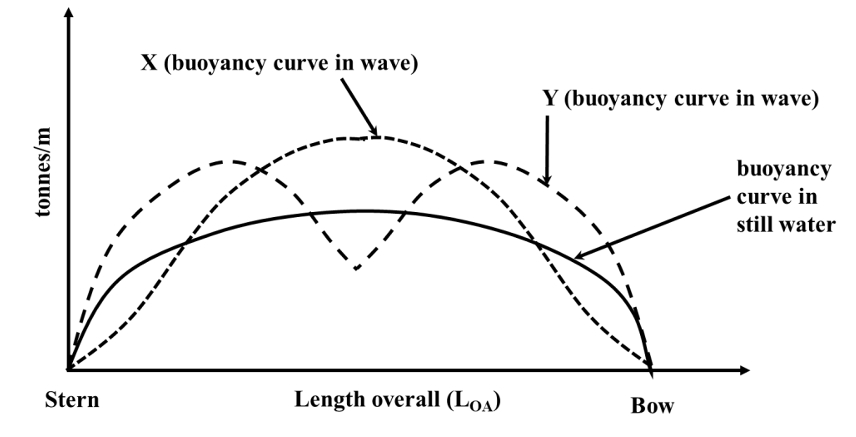 X (buoyancy curve in wave)
Y (buoyancy curve in wave)
buoyancy
curve in
still water
tonnes/m
Stern
Length overall (LOA)
Bow